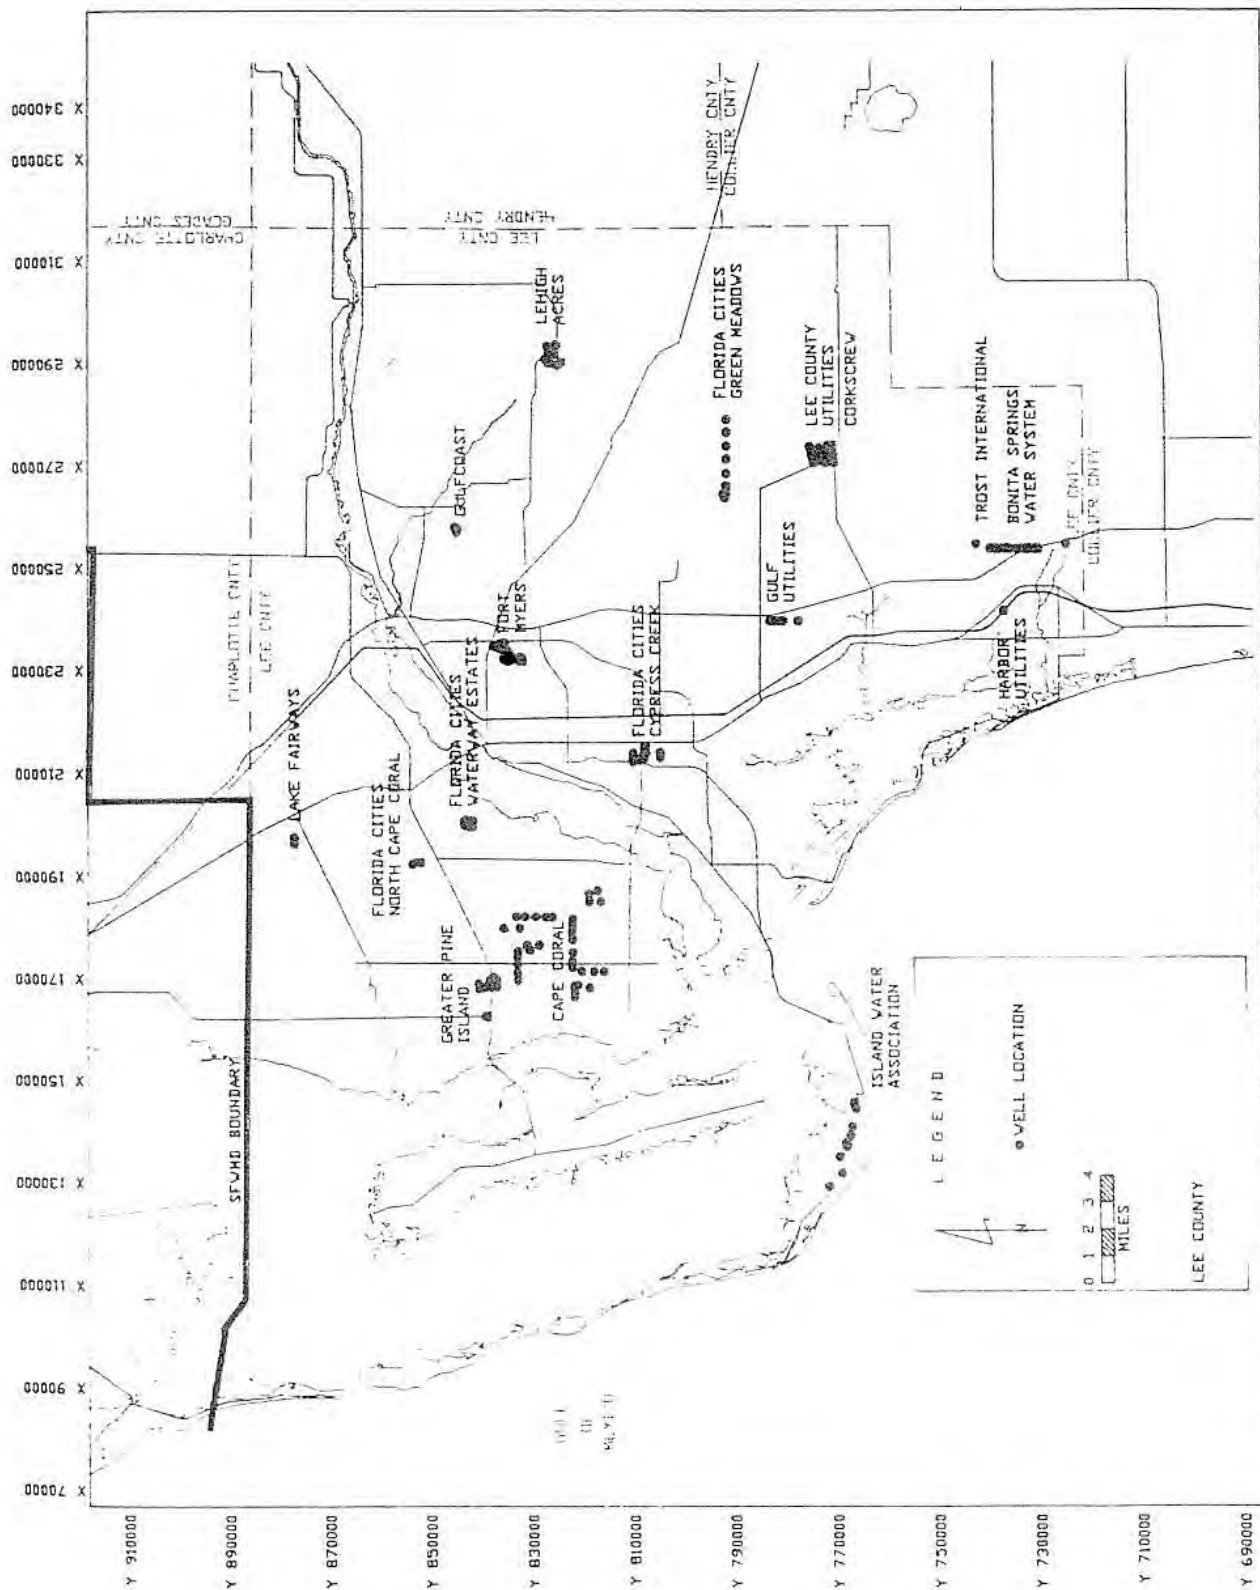 X 340000
X 330000
X 310000
X 290000
X 270000
X 250000
X 230000
X 210000
X 190000
X 170000
X 150000
X 130000
X 110000
X 90000
X 70000
Y 910000
Y 890000
Y 870000
Y 850000
Y 830000
Y 810000
Y 790000
Y 770000
Y 750000
Y 730000
Y 710000
Y 690000
CHARLOTTE CNTY
GLADES CNTY
LEE CNTY
HENDRY CNTY
HENDRY CNTY
COLLIER CNTY
CHARLOTTE CNTY
LEE CNTY
LEE CNTY
COLLIER CNTY
SFWMD BOUNDARY
LAKE FAIRWAYS
FLORIDA CITIES
NORTH CAPE CORAL
FLORIDA CITIES
WATERWAY ESTATES
GREATER PINE
ISLAND
CAPE CORAL
FORT
MYERS
GULFCOAST
LEHIGH
ACRES
FLORIDA CITIES
GREEN MEADOWS
LEE COUNTY
UTILITIES
CORKSCREW
FLORIDA CITIES
CYPRESS CREEK
GULF
UTILITIES
TROST INTERNATIONAL
BONITA SPRINGS
WATER SYSTEM
HARBOR
UTILITIES
ISLAND WATER
ASSOCIATION
GULF
OF
MEXICO
LEGEND
WELL LOCATION
N
0 1 2 3 4
MILES
LEE COUNTY